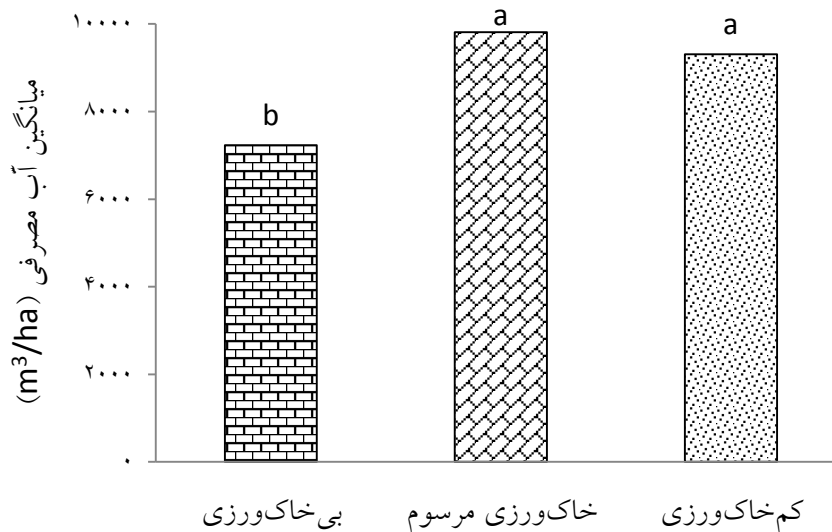 میانگین آب مصرفی (m³/ha)
۱۰۰۰۰
۸۰۰۰
۶۰۰۰
۴۰۰۰
۲۰۰۰
۰
b
a
a
بی‌خاک‌ورزی
خاک‌ورزی مرسوم
کم‌خاک‌ورزی